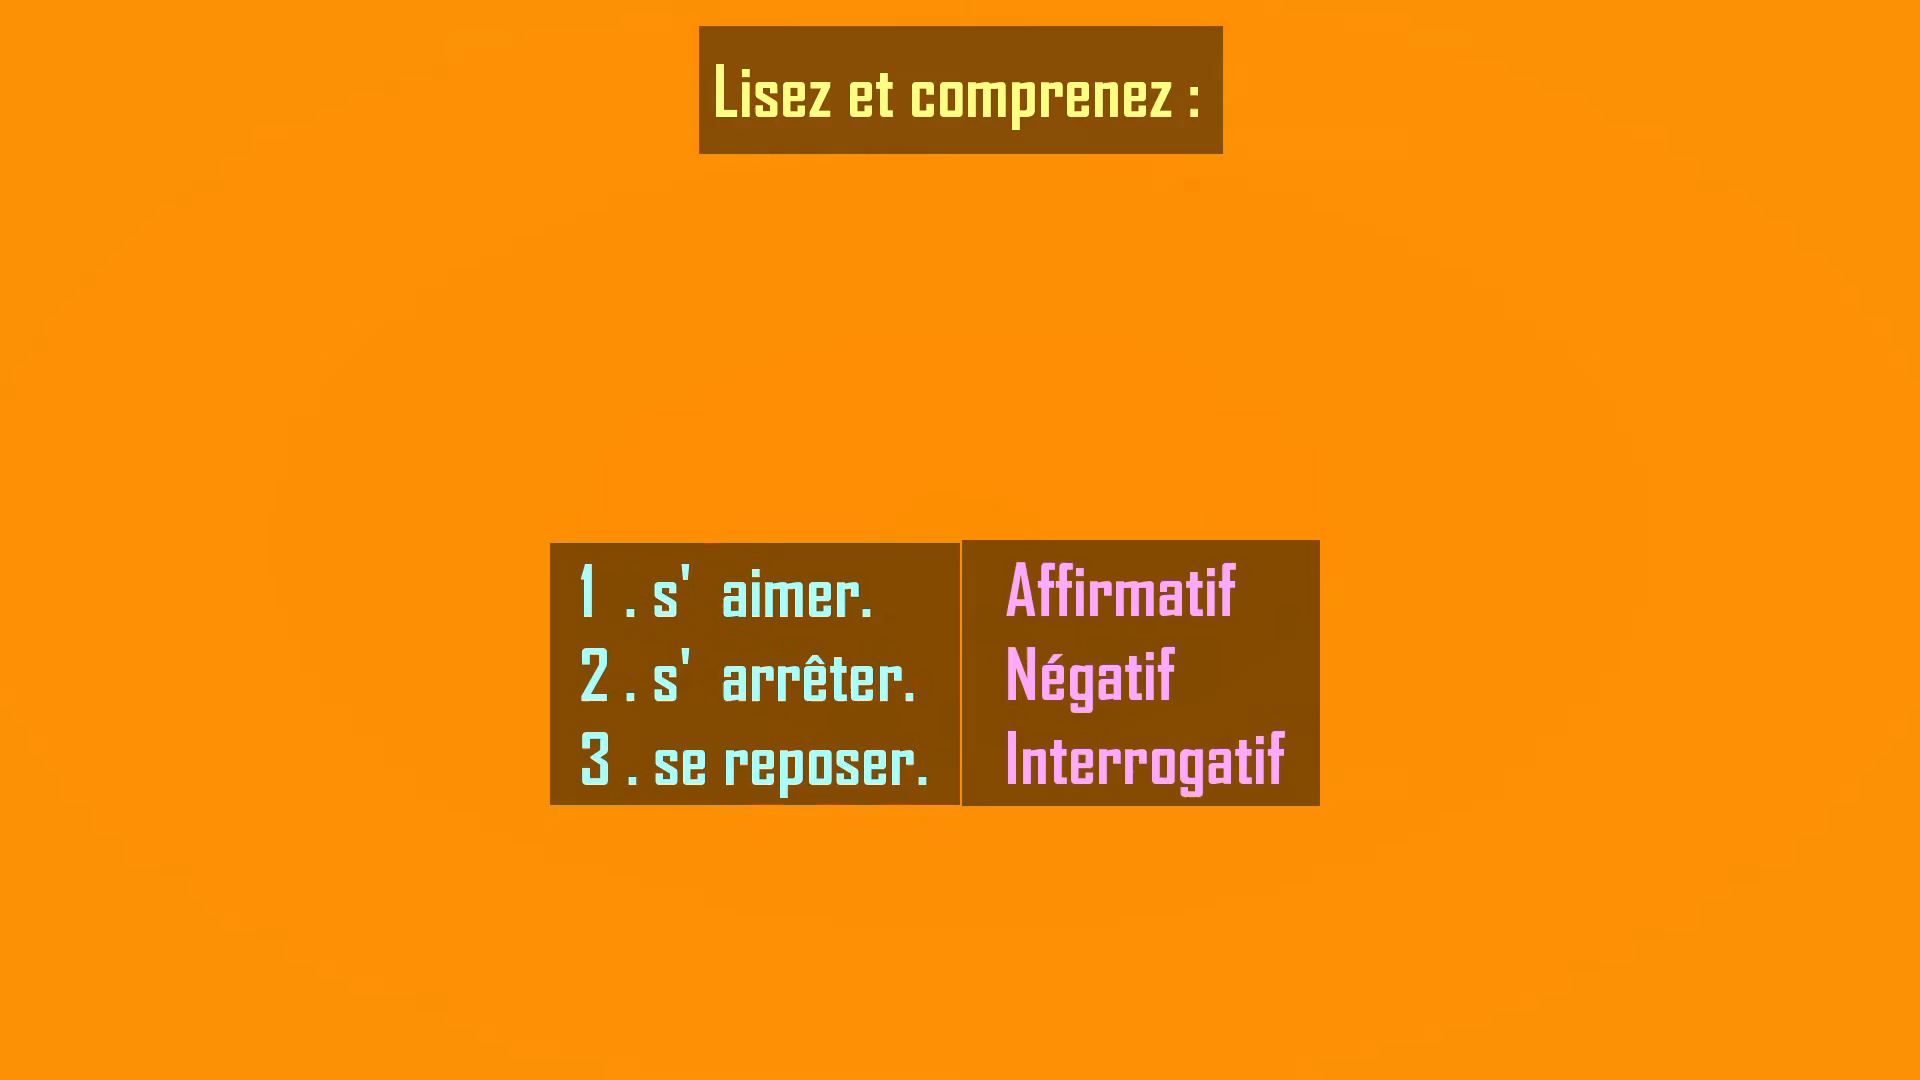 Lisez et comprenez :
1 . s' aimer.
2 . s' arrêter.
3 . se reposer.
Affirmatif
Négatif
Interrogatif